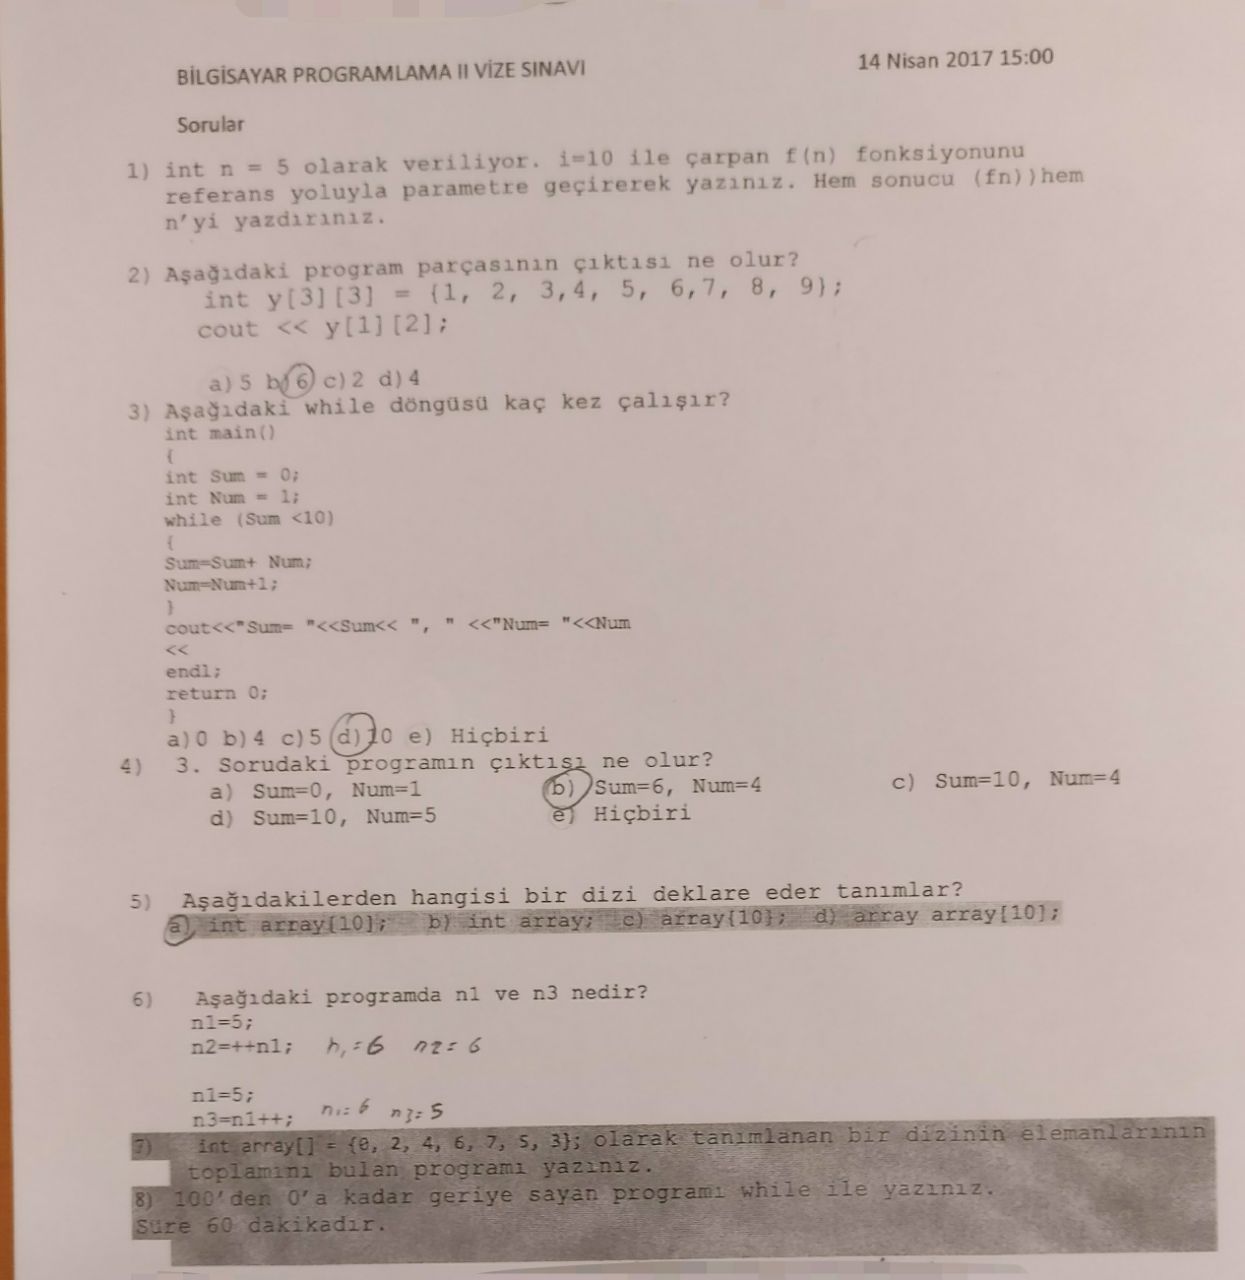 BİLGİSAYAR PROGRAMLAMA II VİZE SINAVI 14 Nisan 2017 15:00
Sorular
1) int n = 5 olarak veriliyor. i=10 ile çarpan f(n) fonksiyonunu
referans yoluyla parametre geçirerek yazınız. Hem sonucu (fn))hem
n'yi yazdırınız.
2) Aşağıdaki program parçasının çıktısı ne olur?
int y[3][3] = {1, 2, 3,4, 5, 6,7, 8, 9};
cout << y[1][2];
a)5 b)6 c)2 d)4
3) Aşağıdaki while döngüsü kaç kez çalışır?
int main()
{
int Sum = 0;
int Num = 1;
while (Sum <10)
{
Sum=Sum+ Num;
Num=Num+1;
}
cout<<"Sum= "<<Sum<< ", " <<"Num= "<<Num
<<
endl;
return 0;
}
a)0 b)4 c)5 d)10 e) Hiçbiri
4) 3. Sorudaki programın çıktısı ne olur?
a) Sum=0, Num=1 b) Sum=6, Num=4 c) Sum=10, Num=4
d) Sum=10, Num=5 e) Hiçbiri
5) Aşağıdakilerden hangisi bir dizi deklare eder tanımlar?
a) int array[10]; b) int array; c) array{10}; d) array array[10];
6) Aşağıdaki programda n1 ve n3 nedir?
n1=5;
n2=++n1; n1=6 n2=6
n1=5;
n3=n1++; n1=6 n3=5
7) int array[] = {0, 2, 4, 6, 7, 5, 3}; olarak tanımlanan bir dizinin elemanlarının
toplamını bulan programı yazınız.
8) 100'den 0'a kadar geriye sayan programı while ile yazınız.
Süre 60 dakikadır.